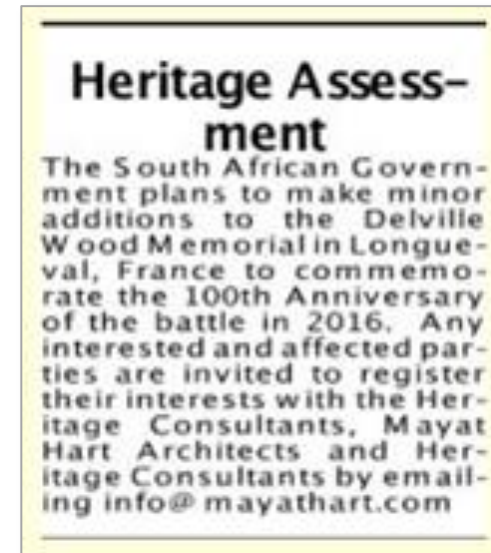 Heritage Assess-
ment
The South African Govern-
ment plans to make minor
additions to the Delville
Wood Memorial in Longue-
val, France to commemo-
rate the 100th Anniversary
of the battle in 2016. Any
interested and affected par-
ties are invited to register
their interests with the Her-
itage Consultants, Mayat
Hart Architects and Her-
itage Consultants by email-
ing info@mayathart.com